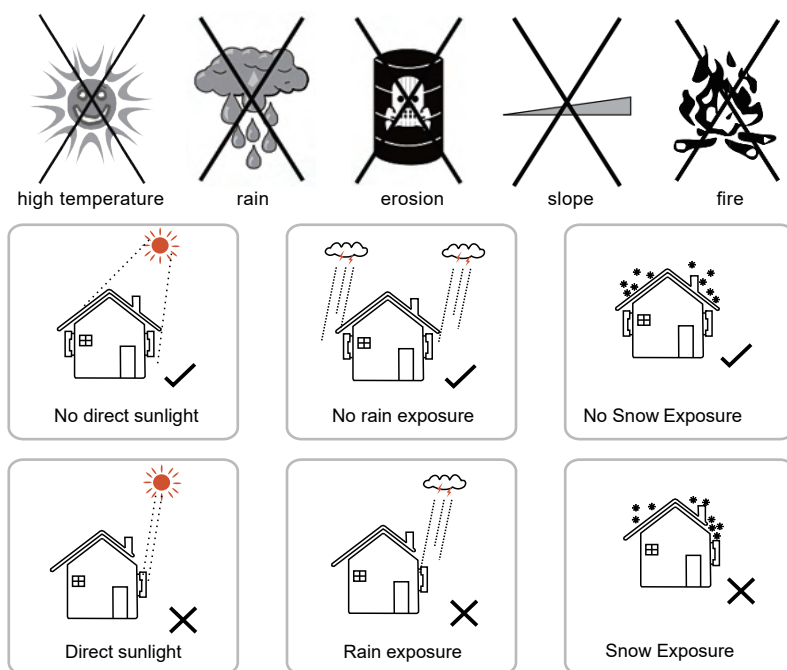 high temperature
rain
erosion
slope
fire
No direct sunlight
No rain exposure
No Snow Exposure
Direct sunlight
Rain exposure
Snow Exposure